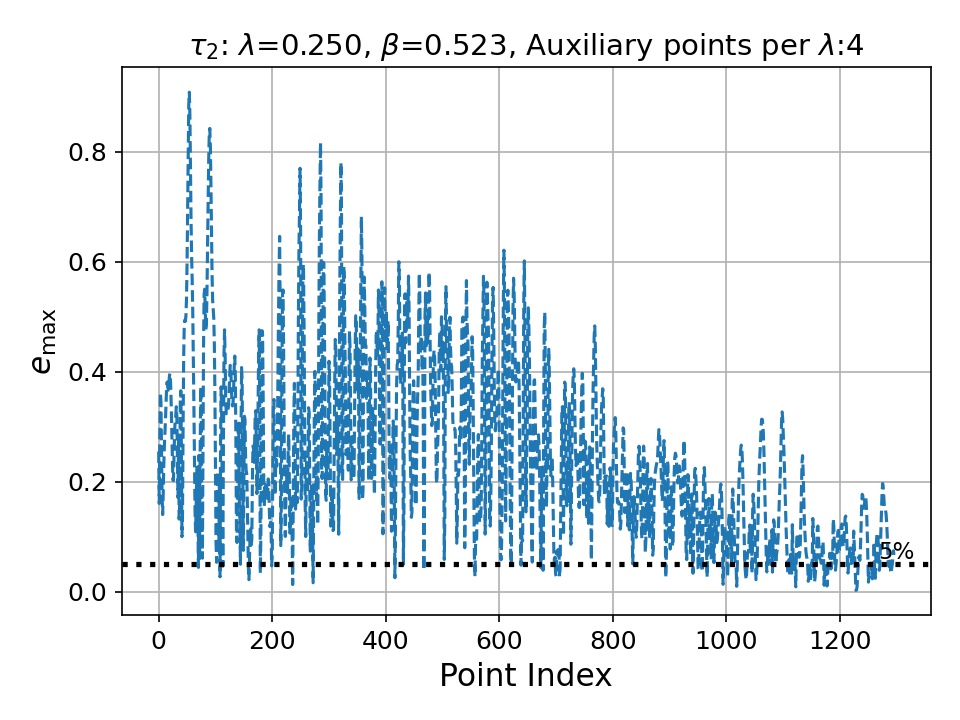 τ₂: λ=0.250, β=0.523, Auxiliary points per λ:4
e_max
0.8
0.6
0.4
0.2
0.0
5%
0 200 400 600 800 1000 1200
Point Index